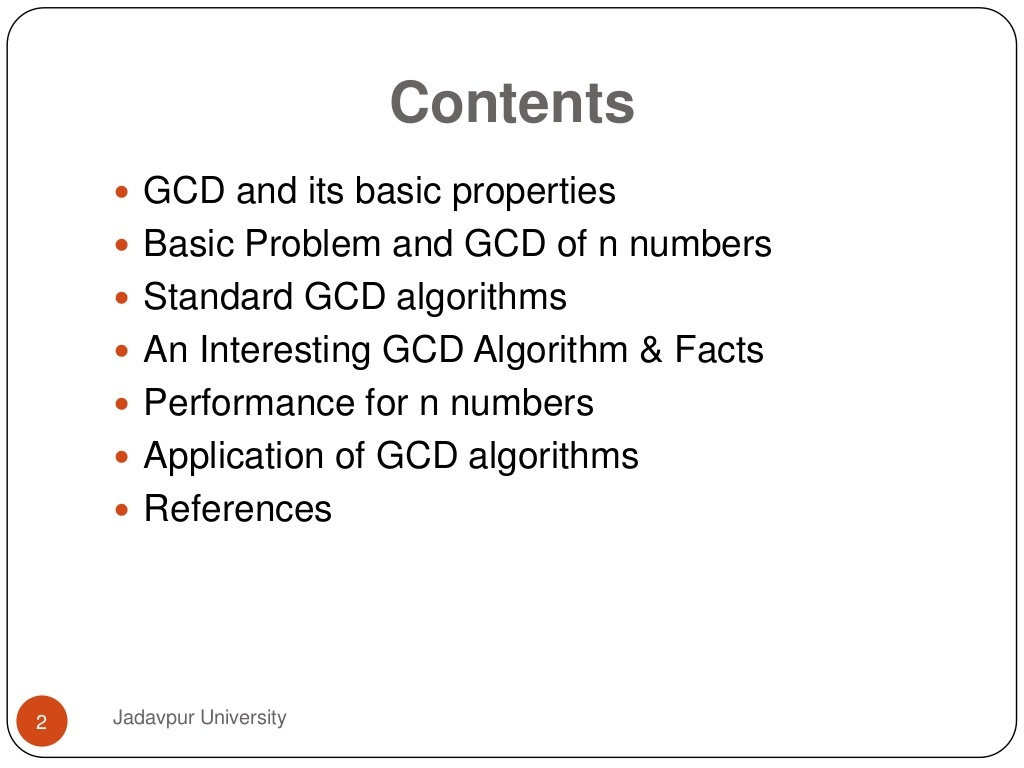 Contents
• GCD and its basic properties
• Basic Problem and GCD of n numbers
• Standard GCD algorithms
• An Interesting GCD Algorithm & Facts
• Performance for n numbers
• Application of GCD algorithms
• References
2 Jadavpur University